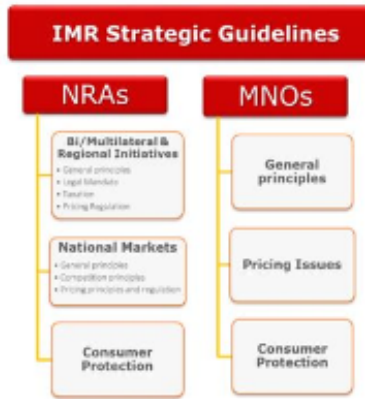 IMR Strategic Guidelines
NRAs
Bi/Multilateral &
Regional Initiatives
• General principles
• Legal Mandate
• Taxation
• Pricing Regulation
National Markets
• General principles
• Competition principles
• Pricing principles and regulation
Consumer
Protection
MNOs
General
principles
Pricing Issues
Consumer
Protection